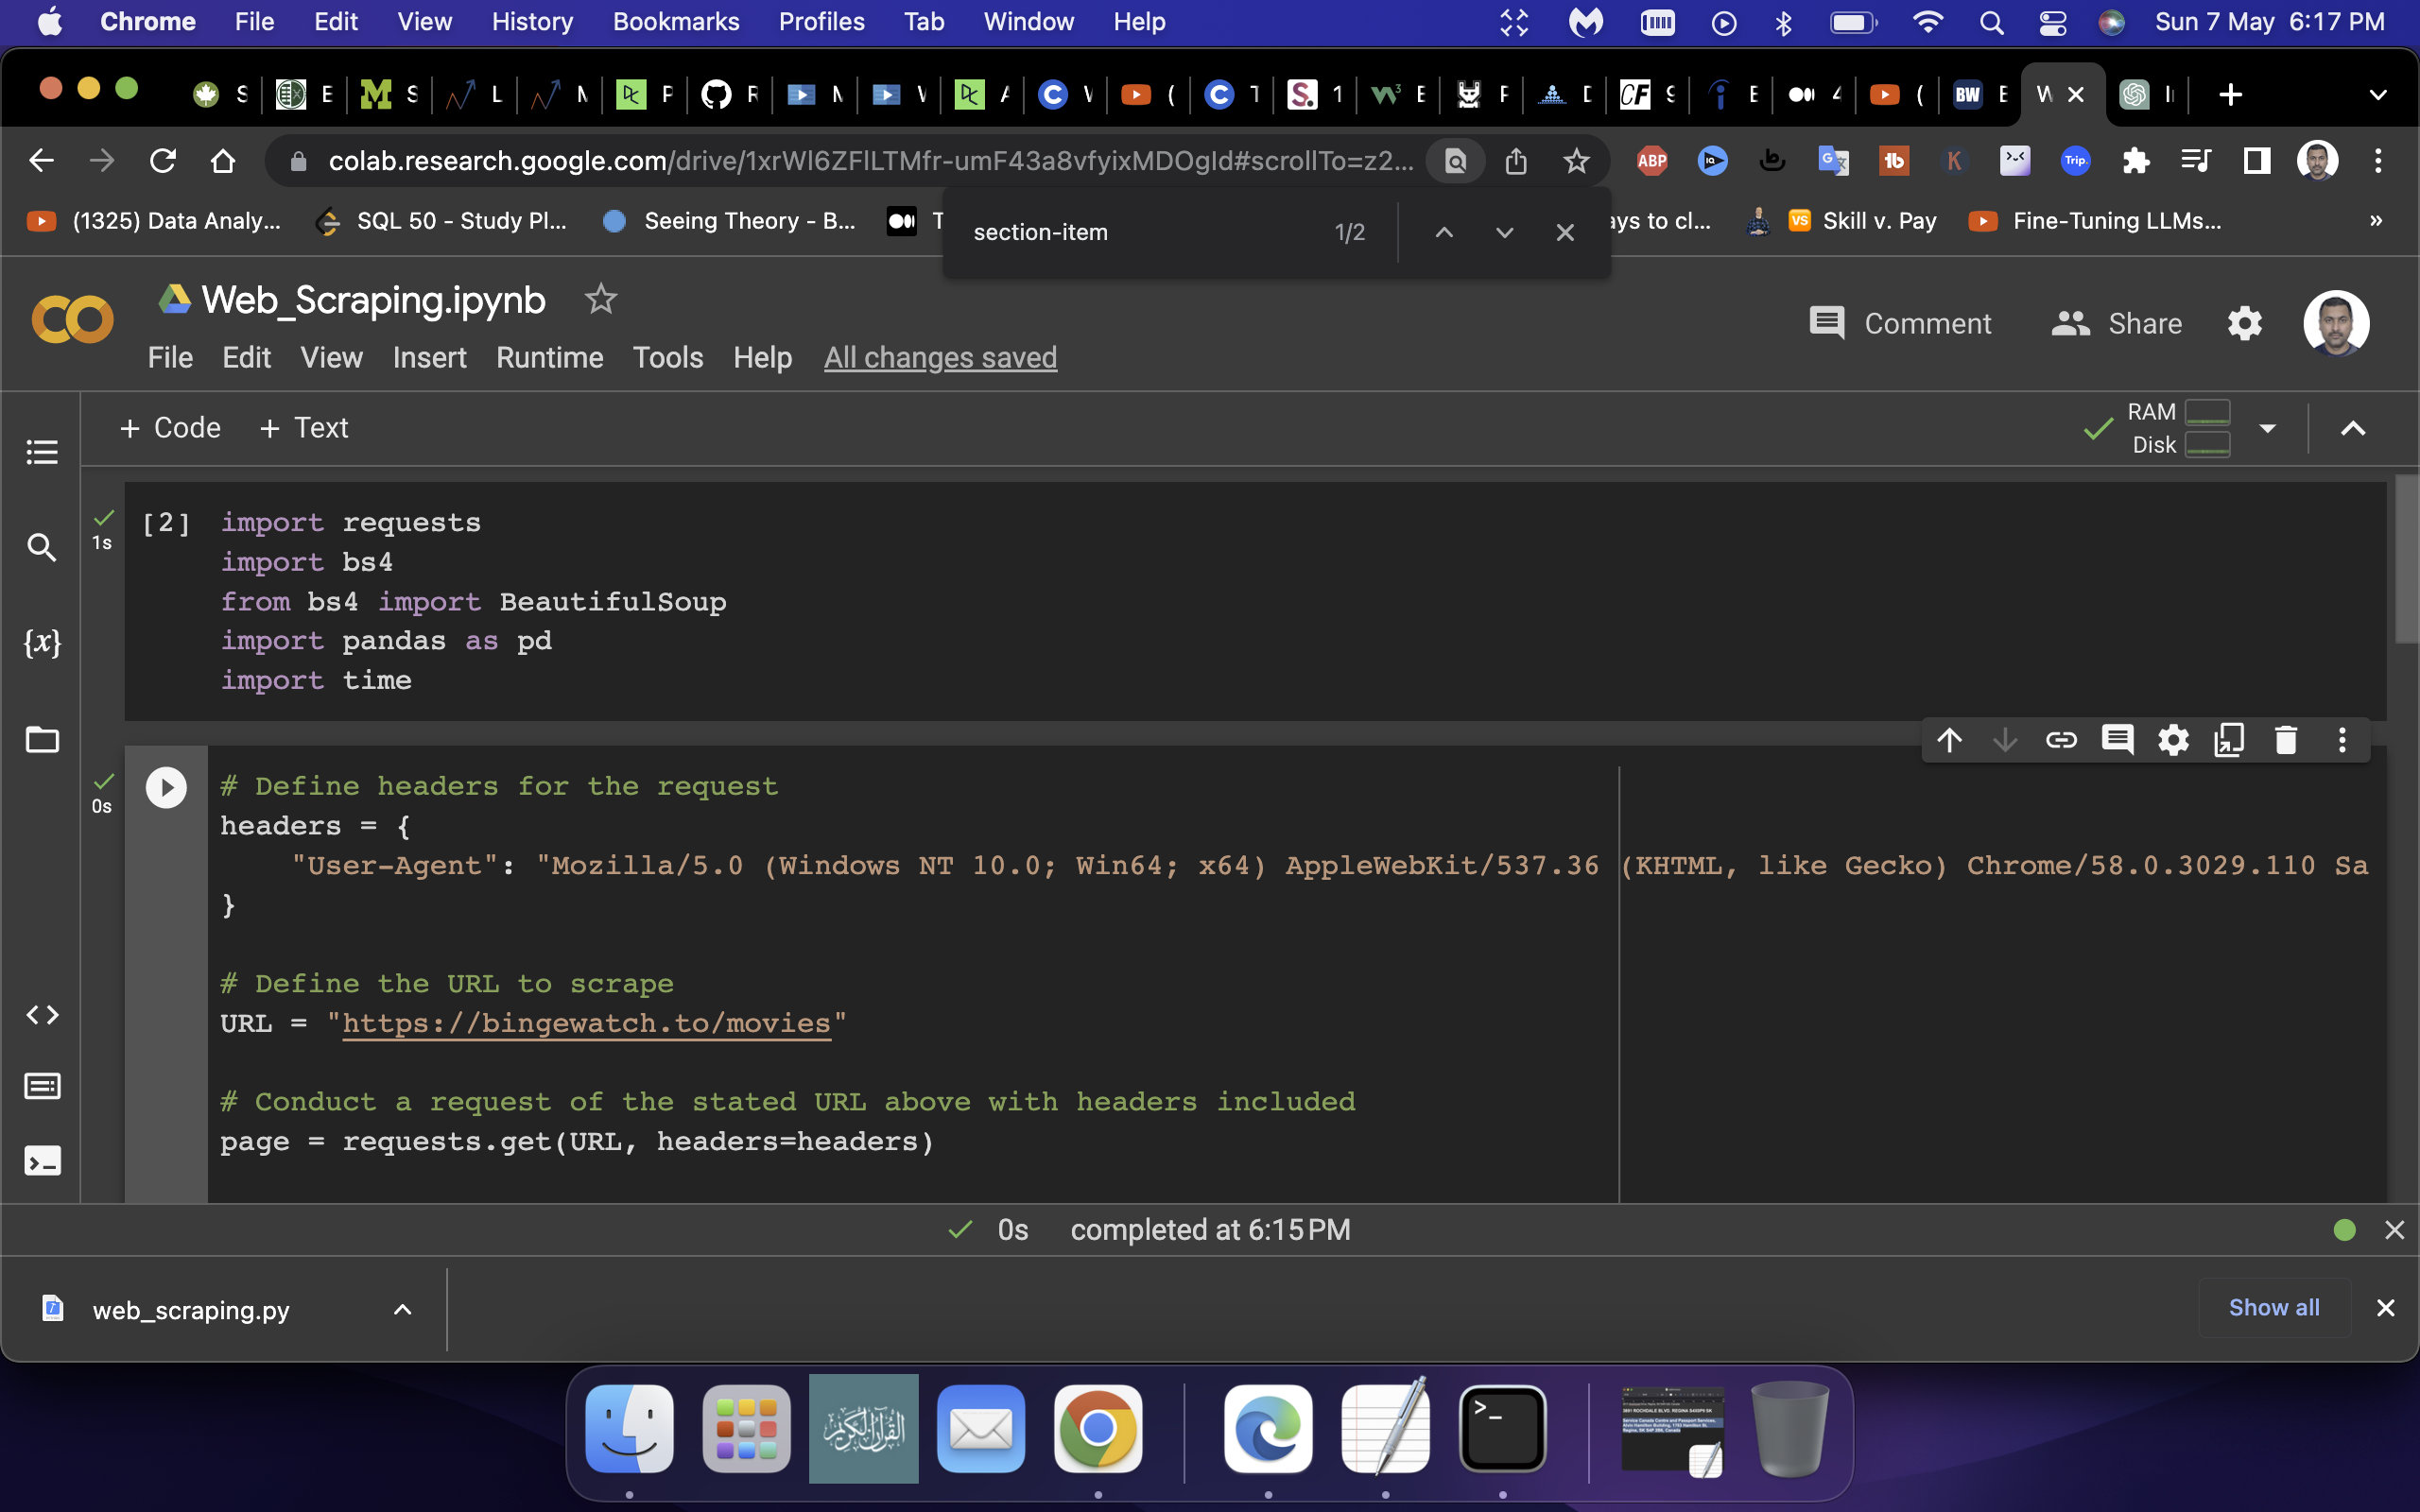 Chrome File Edit View History Bookmarks Profiles Tab Window Help Sun 7 May 6:17 PM
colab.research.google.com/drive/1xrWl6ZFlLTMfr-umF43a8vfyixMDOgId#scrollTo=z2...
(1325) Data Analy... SQL 50 - Study Pl... Seeing Theory - B... ays to cl... Skill v. Pay Fine-Tuning LLMs... »
section-item 1/2
Web_Scraping.ipynb
Comment Share
File Edit View Insert Runtime Tools Help All changes saved
+ Code + Text
RAM
Disk
[2] import requests
1s
import bs4
from bs4 import BeautifulSoup
import pandas as pd
import time
# Define headers for the request
0s
headers = {
"User-Agent": "Mozilla/5.0 (Windows NT 10.0; Win64; x64) AppleWebKit/537.36 (KHTML, like Gecko) Chrome/58.0.3029.110 Sa
}
# Define the URL to scrape
URL = "https://bingewatch.to/movies"
# Conduct a request of the stated URL above with headers included
page = requests.get(URL, headers=headers)
0s completed at 6:15 PM
web_scraping.py
Show all
القرآن الكريم